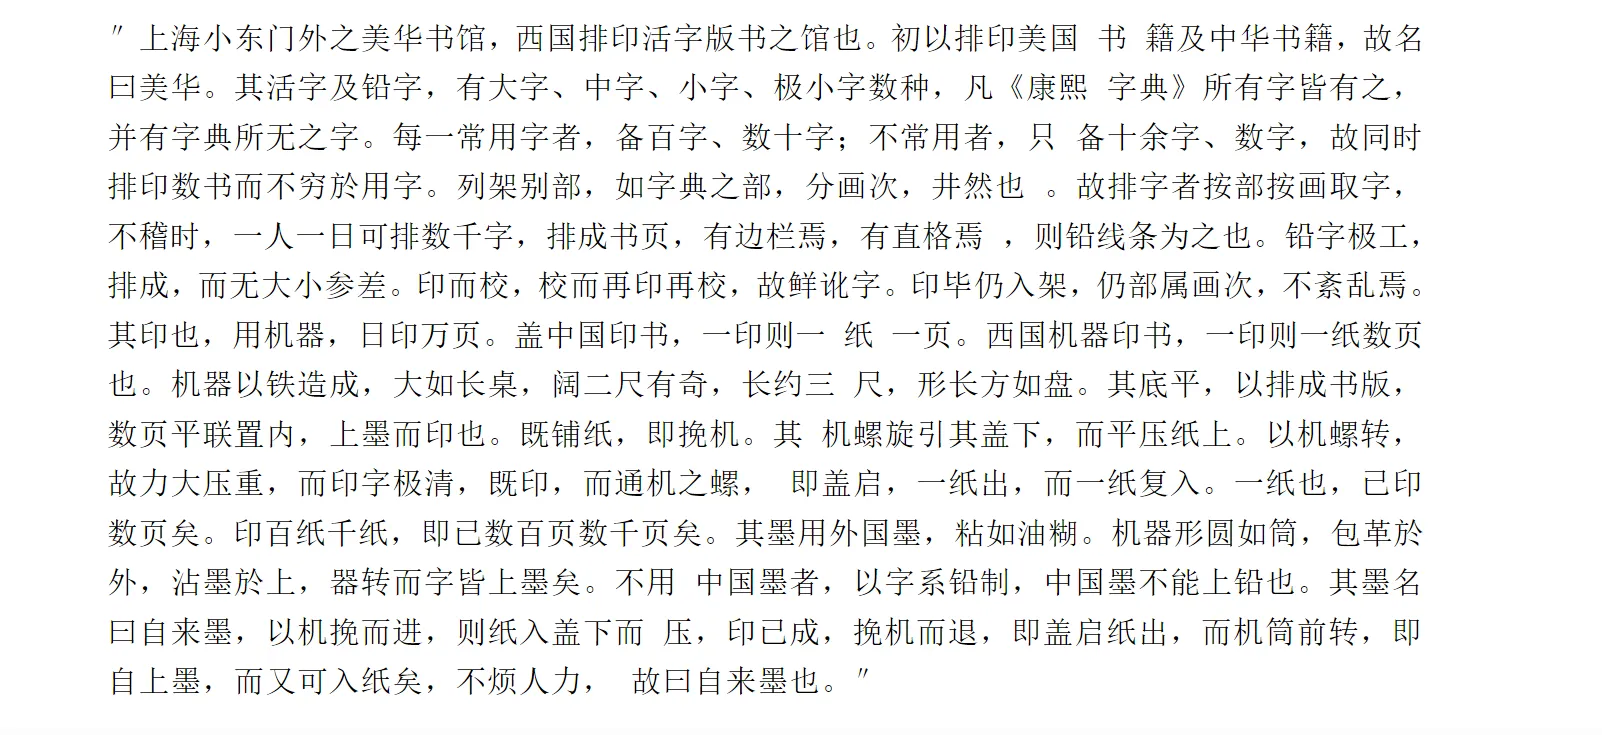 ″上海小东门外之美华书馆，西国排印活字版书之馆也。初以排印美国 书 籍及中华书籍，故名
曰美华。其活字及铅字，有大字、中字、小字、极小字数种，凡《康熙 字典》所有字皆有之，
并有字典所无之字。每一常用字者，备百字、数十字；不常用者，只 备十余字、数字，故同时
排印数书而不穷於用字。列架别部，如字典之部，分画次，井然也 。故排字者按部按画取字，
不稽时，一人一日可排数千字，排成书页，有边栏焉，有直格焉 ，则铅线条为之也。铅字极工，
排成，而无大小参差。印而校，校而再印再校，故鲜讹字。印毕仍入架，仍部属画次，不紊乱焉。
其印也，用机器，日印万页。盖中国印书，一印则一 纸 一页。西国机器印书，一印则一纸数页
也。机器以铁造成，大如长桌，阔二尺有奇，长约三 尺，形长方如盘。其底平，以排成书版，
数页平联置内，上墨而印也。既铺纸，即挽机。其 机螺旋引其盖下，而平压纸上。以机螺转，
故力大压重，而印字极清，既印，而通机之螺， 即盖启，一纸出，而一纸复入。一纸也，已印
数页矣。印百纸千纸，即已数百页数千页矣。其墨用外国墨，粘如油糊。机器形圆如筒，包革於
外，沾墨於上，器转而字皆上墨矣。不用 中国墨者，以字系铅制，中国墨不能上铅也。其墨名
曰自来墨，以机挽而进，则纸入盖下而 压，印已成，挽机而退，即盖启纸出，而机筒前转，即
自上墨，而又可入纸矣，不烦人力， 故曰自来墨也。″